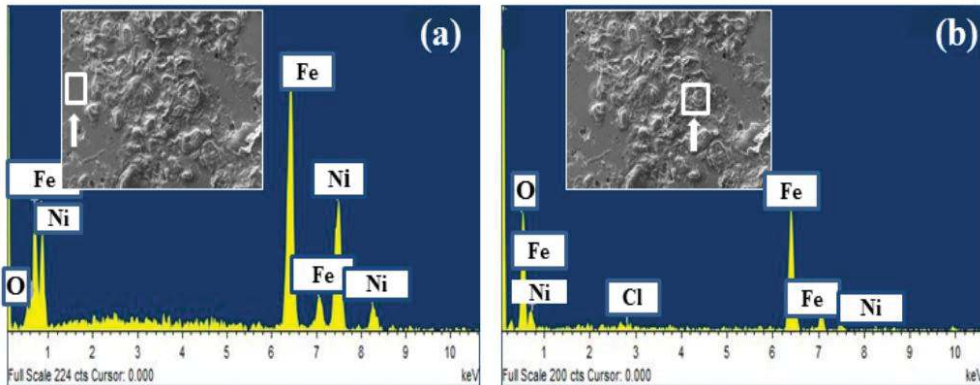 (a)
Fe
Fe
Ni
Ni
O
Fe
Ni
1 2 3 4 5 6 7 8 9 10
Full Scale 224 cts Cursor: 0.000 keV
(b)
O
Fe
Fe
Ni
Cl
Fe
Ni
1 2 3 4 5 6 7 8 9 10
Full Scale 200 cts Cursor: 0.000 keV